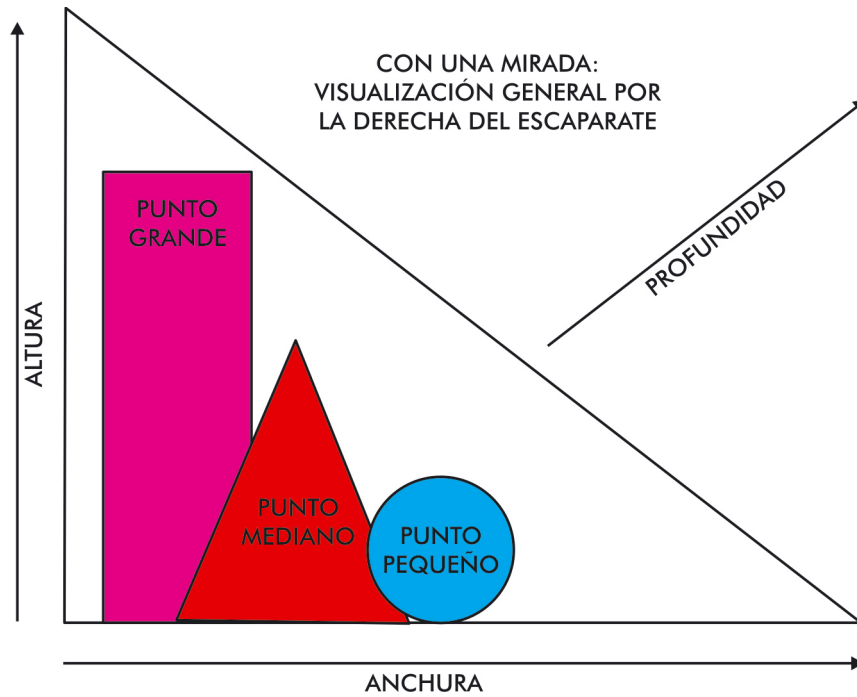 CON UNA MIRADA:
VISUALIZACIÓN GENERAL POR
LA DERECHA DEL ESCAPARATE
PROFUNDIDAD
ALTURA
PUNTO
GRANDE
PUNTO
MEDIANO
PUNTO
PEQUEÑO
ANCHURA